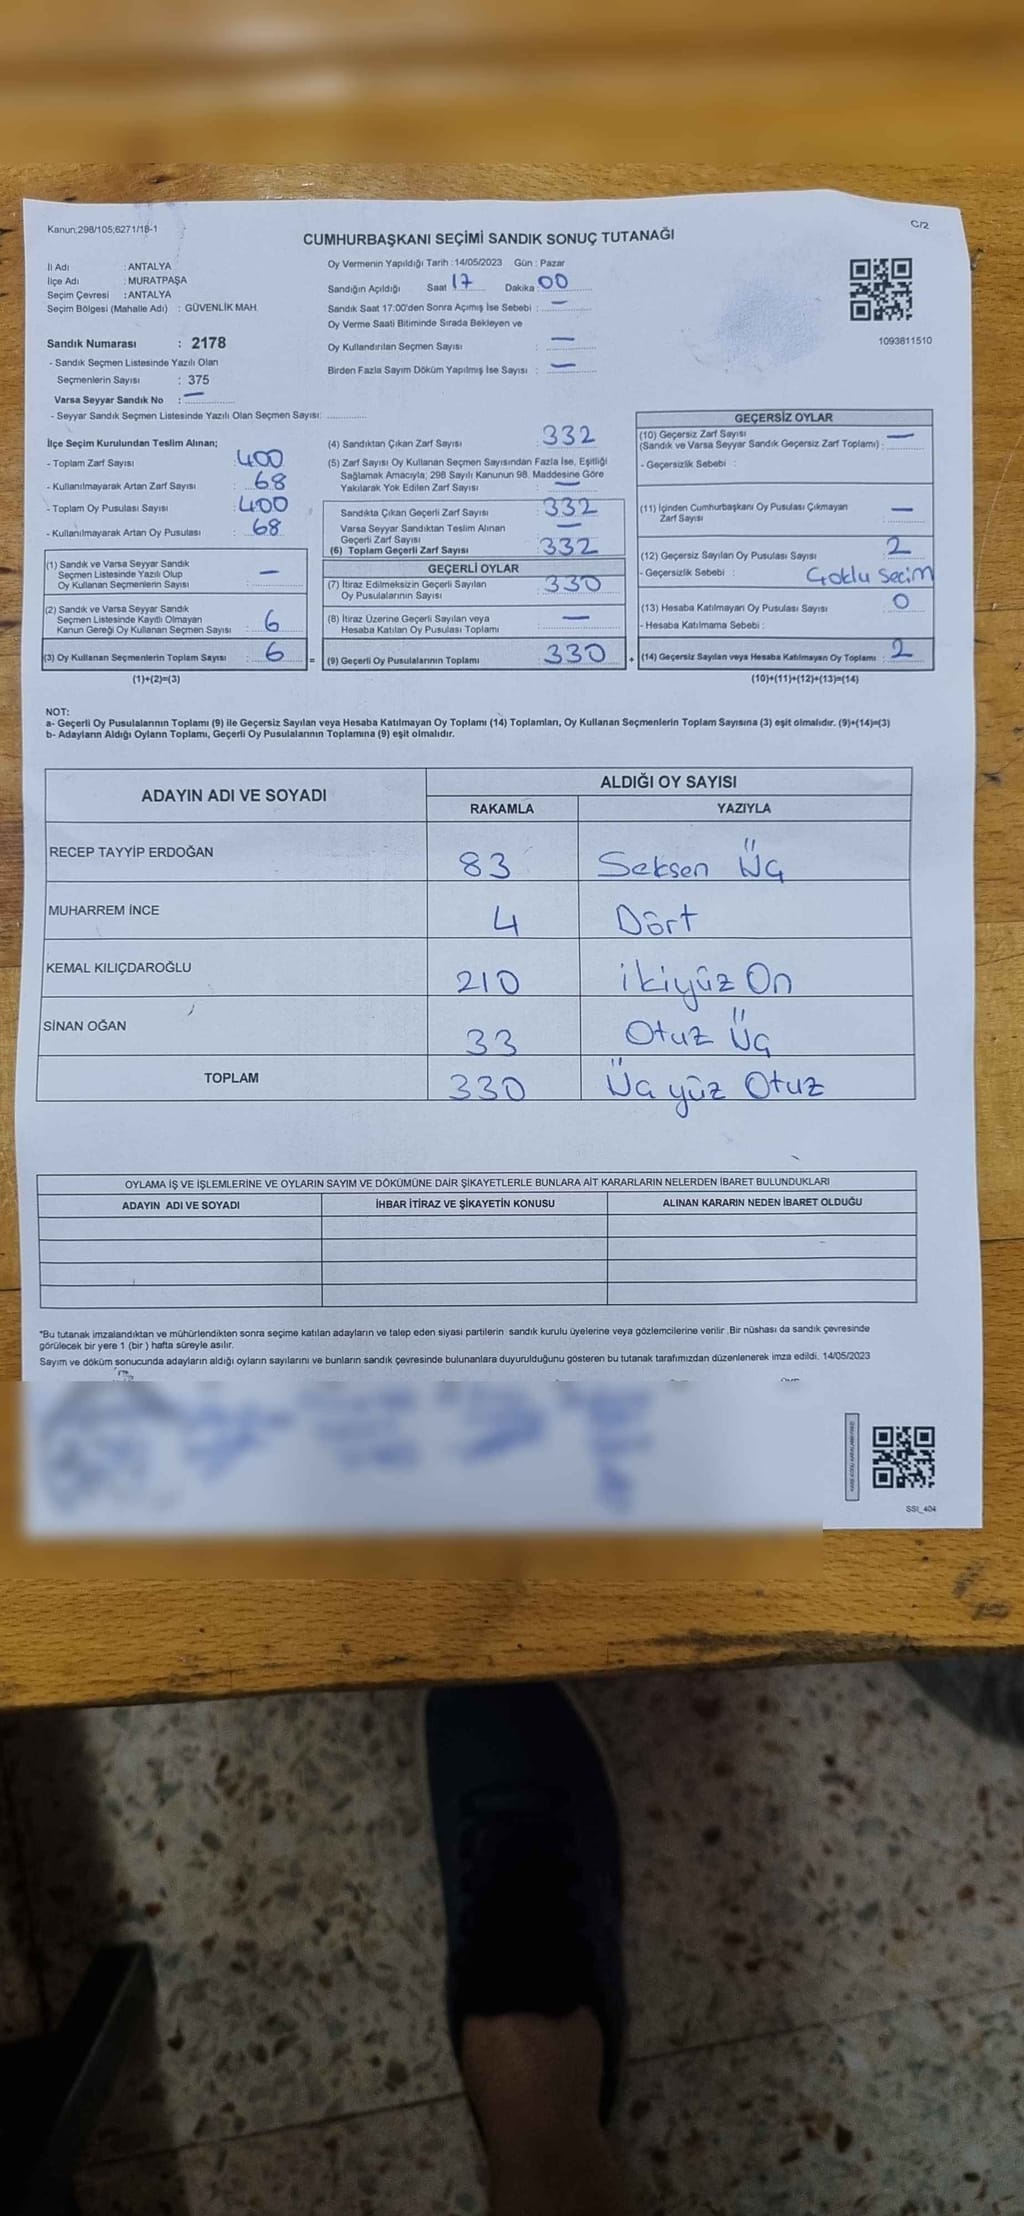 Kanun;298/105;6271/18-1
C/2
CUMHURBAŞKANI SEÇİMİ SANDIK SONUÇ TUTANAĞI
İl Adı : ANTALYA
İlçe Adı : MURATPAŞA
Seçim Çevresi : ANTALYA
Seçim Bölgesi (Mahalle Adı) : GÜVENLİK MAH
Sandık Numarası : 2178
- Sandık Seçmen Listesinde Yazılı Olan
Seçmenlerin Sayısı : 375
Varsa Seyyar Sandık No : —
- Seyyar Sandık Seçmen Listesinde Yazılı Olan Seçmen Sayısı: ............
Oy Vermenin Yapıldığı Tarih : 14/05/2023 Gün : Pazar
Sandığın Açıldığı Saat 17 Dakika 00
Sandık Saat 17:00'den Sonra Açımış İse Sebebi : —
Oy Verme Saati Bitiminde Sırada Bekleyen ve
Oy Kullandırılan Seçmen Sayısı : —
Birden Fazla Sayım Döküm Yapılmış İse Sayısı : —
1093811510
İlçe Seçim Kurulundan Teslim Alınan;
- Toplam Zarf Sayısı : 400
- Kullanılmayarak Artan Zarf Sayısı : 68
- Toplam Oy Pusulası Sayısı : 400
- Kullanılmayarak Artan Oy Pusulası : 68
(1) Sandık ve Varsa Seyyar Sandık
Seçmen Listesinde Yazılı Olup
Oy Kullanan Seçmenlerin Sayısı : —
(2) Sandık ve Varsa Seyyar Sandık
Seçmen Listesinde Kayıtlı Olmayan
Kanun Gereği Oy Kullanan Seçmen Sayısı : 6
(3) Oy Kullanan Seçmenlerin Toplam Sayısı : 6
(1)+(2)=(3)
=
(4) Sandıktan Çıkan Zarf Sayısı : 332
(5) Zarf Sayısı Oy Kullanan Seçmen Sayısından Fazla İse, Eşitliği
Sağlamak Amacıyla; 298 Sayılı Kanunun 98. Maddesine Göre
Yakılarak Yok Edilen Zarf Sayısı : —
Sandıkta Çıkan Geçerli Zarf Sayısı : 332
Varsa Seyyar Sandıktan Teslim Alınan
Geçerli Zarf Sayısı : —
(6) Toplam Geçerli Zarf Sayısı : 332
GEÇERLİ OYLAR
(7) İtiraz Edilmeksizin Geçerli Sayılan
Oy Pusulalarının Sayısı : 330
(8) İtiraz Üzerine Geçerli Sayılan veya
Hesaba Katılan Oy Pusulası Toplamı : —
(9) Geçerli Oy Pusulalarının Toplamı 330
+
GEÇERSİZ OYLAR
(10) Geçersiz Zarf Sayısı
(Sandık ve Varsa Seyyar Sandık Geçersiz Zarf Toplamı) : —
- Geçersizlik Sebebi :
(11) İçinden Cumhurbaşkanı Oy Pusulası Çıkmayan
Zarf Sayısı : —
(12) Geçersiz Sayılan Oy Pusulası Sayısı : 2
- Geçersizlik Sebebi : Çoklu Seçim
(13) Hesaba Katılmayan Oy Pusulası Sayısı : 0
- Hesaba Katılmama Sebebi :
(14) Geçersiz Sayılan veya Hesaba Katılmayan Oy Toplamı : 2
(10)+(11)+(12)+(13)=(14)
NOT:
a- Geçerli Oy Pusulalarının Toplamı (9) ile Geçersiz Sayılan veya Hesaba Katılmayan Oy Toplamı (14) Toplamları, Oy Kullanan Seçmenlerin Toplam Sayısına (3) eşit olmalıdır. (9)+(14)=(3)
b- Adayların Aldığı Oyların Toplamı, Geçerli Oy Pusulalarının Toplamına (9) eşit olmalıdır.
ADAYIN ADI VE SOYADI ALDIĞI OY SAYISI
RAKAMLA YAZIYLA
RECEP TAYYİP ERDOĞAN 83 Seksen Üç
MUHARREM İNCE 4 Dört
KEMAL KILIÇDAROĞLU 210 ikiyüz On
SİNAN OĞAN 33 Otuz Üç
TOPLAM 330 Üç yüz Otuz
OYLAMA İŞ VE İŞLEMLERİNE VE OYLARIN SAYIM VE DÖKÜMÜNE DAİR ŞİKAYETLERLE BUNLARA AİT KARARLARIN NELERDEN İBARET BULUNDUKLARI
ADAYIN ADI VE SOYADI İHBAR İTİRAZ VE ŞİKAYETİN KONUSU ALINAN KARARIN NEDEN İBARET OLDUĞU
*Bu tutanak imzalandıktan ve mühürlendikten sonra seçime katılan adayların ve talep eden siyasi partilerin sandık kurulu üyelerine veya gözlemcilerine verilir .Bir nüshası da sandık çevresinde
görülecek bir yere 1 (bir ) hafta süreyle asılır.
Sayım ve döküm sonucunda adayların aldığı oyların sayılarını ve bunların sandık çevresinde bulunanlara duyurulduğunu gösteren bu tutanak tarafımızdan düzenlenerek imza edildi. 14/05/2023
SSI_404